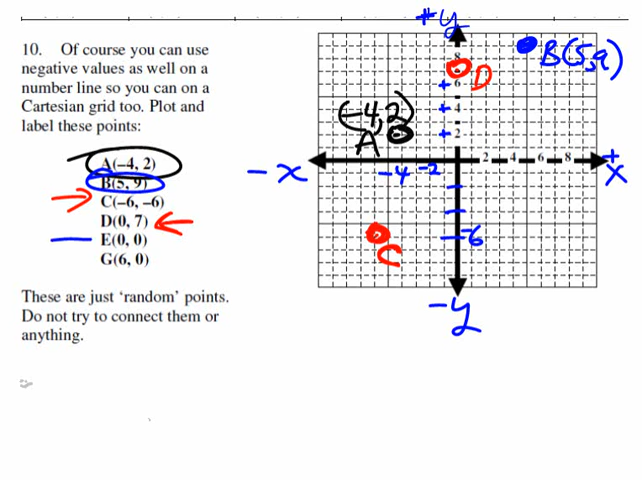 10. Of course you can use
negative values as well on a
number line so you can on a
Cartesian grid too. Plot and
label these points:
A(−4, 2)
B(5, 9)
C(−6, −6)
D(0, 7)
E(0, 0)
G(6, 0)
These are just ‘random’ points.
Do not try to connect them or
anything.
+y
B(5,9)
8
D
6
(-4,2)
4
A
2
-x
-4 -2
2 4 6 8
+
x
-6
C
-y